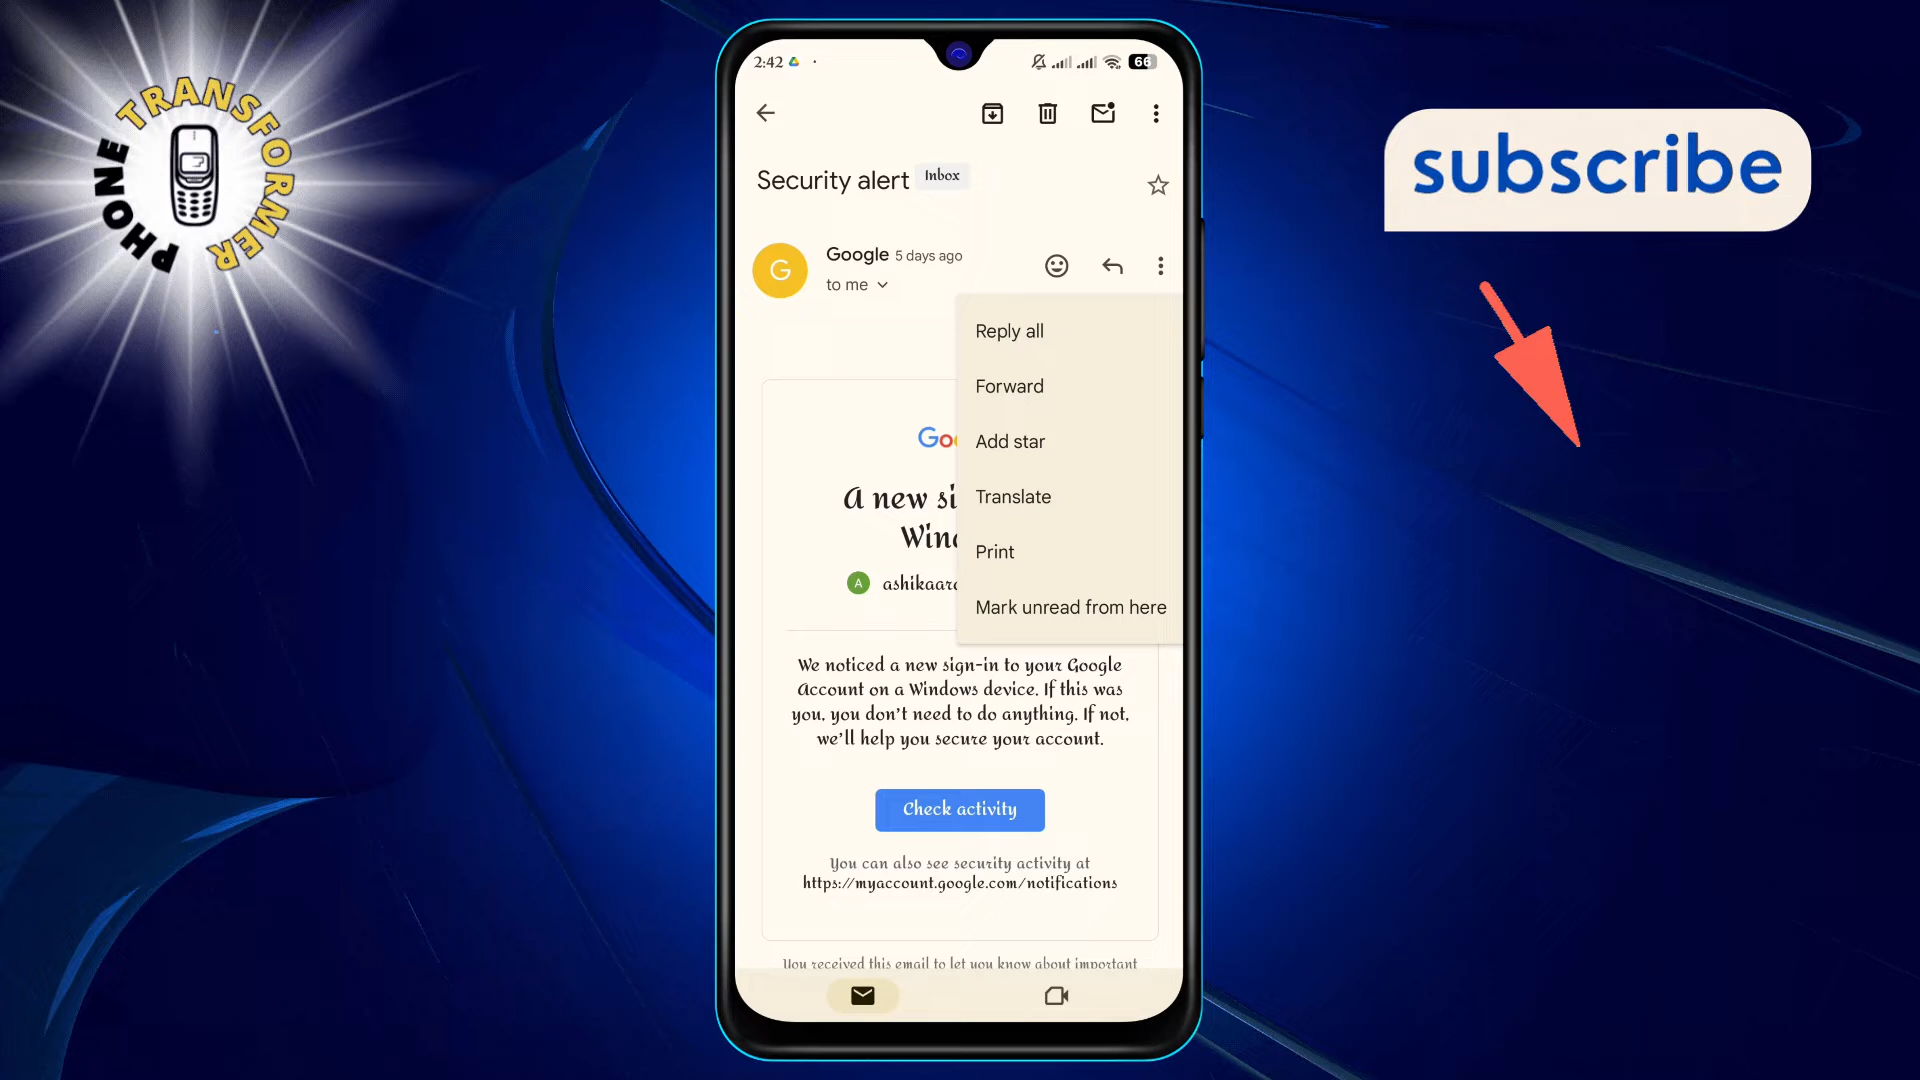 PHONE TRANSFORMER
subscribe
2:42
66
Security alert
Inbox
Google 5 days ago
G
to me
Reply all
Forward
Add star
Translate
Print
Mark unread from here
A new
A
We noticed a new sign-in to your Google
Account on a Windows device. If this was
you, you don't need to do anything. If not,
we'll help you secure your account.
Check activity
You can also see security activity at
https://myaccount.google.com/notifications
You received this email to let you know about important